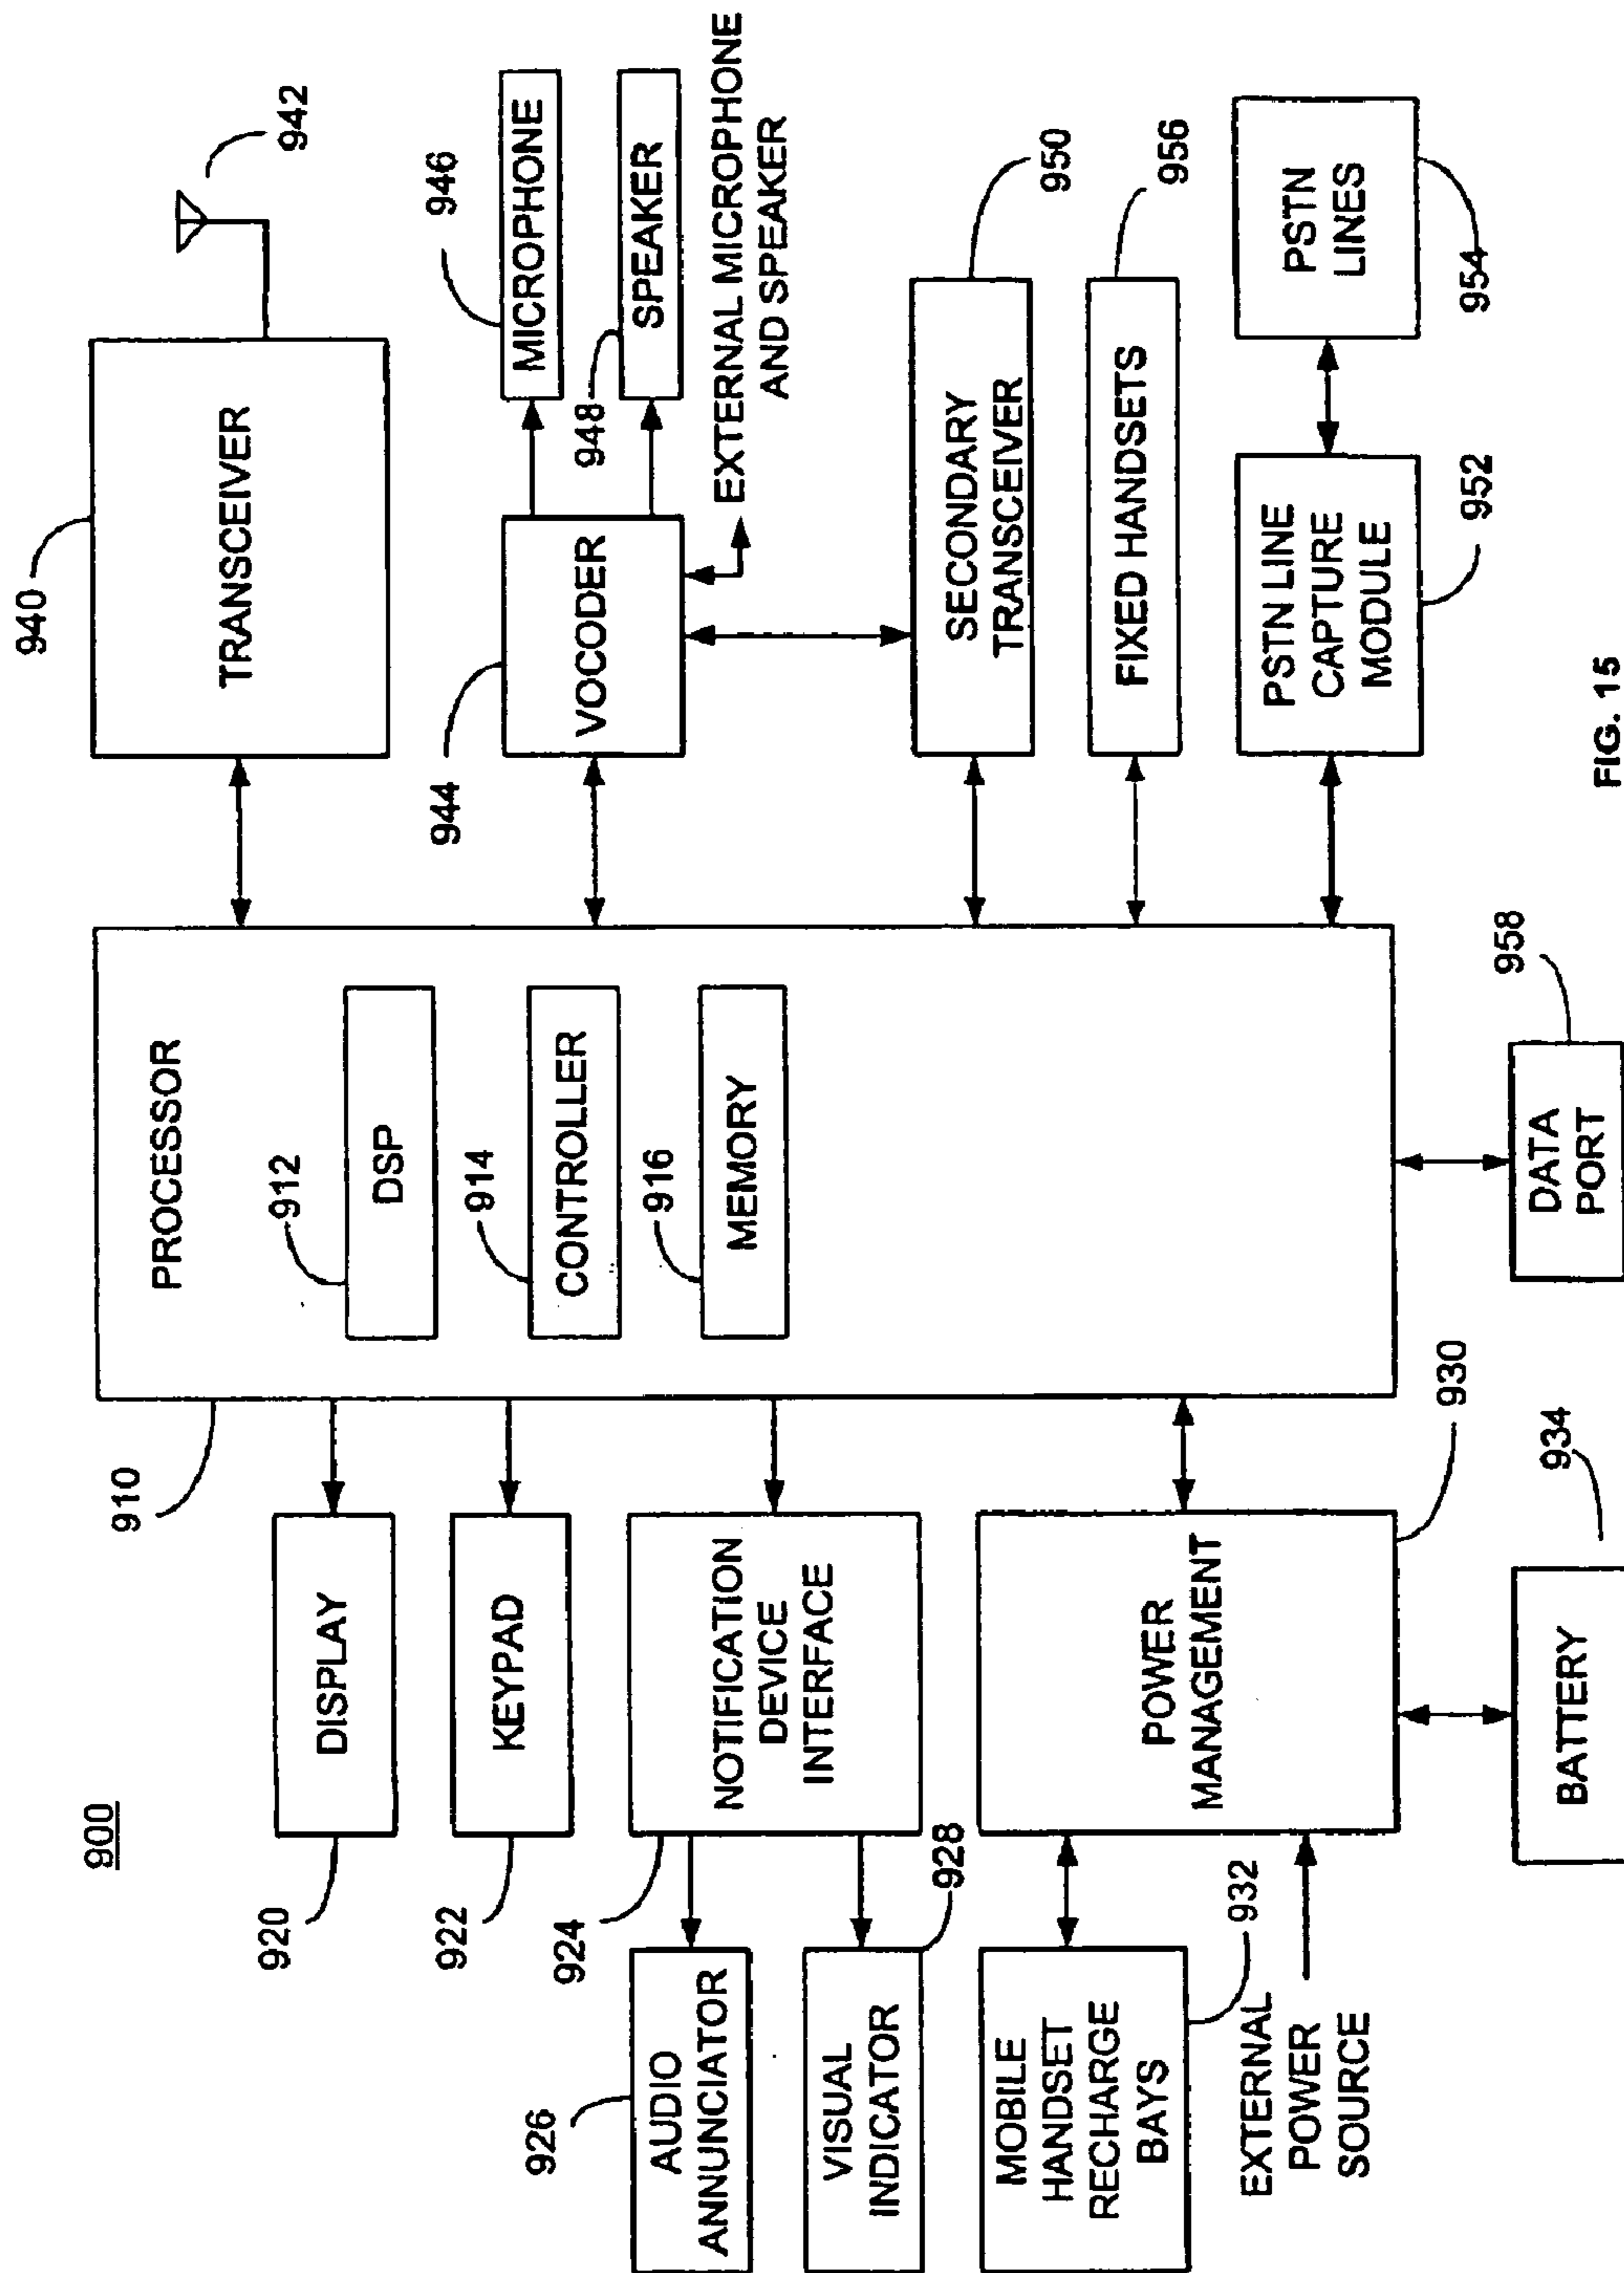 900
910
PROCESSOR
912
DSP
914
CONTROLLER
916
MEMORY
920
DISPLAY
922
KEYPAD
924
NOTIFICATION
DEVICE
INTERFACE
926
AUDIO
ANNUNCIATOR
928
VISUAL
INDICATOR
930
POWER
MANAGEMENT
932
MOBILE
HANDSET
RECHARGE
BAYS
EXTERNAL
POWER
SOURCE
934
BATTERY
958
DATA
PORT
940
TRANSCEIVER
942
944
VOCODER
946
MICROPHONE
948
SPEAKER
EXTERNAL MICROPHONE
AND SPEAKER
950
SECONDARY
TRANSCEIVER
956
FIXED HANDSETS
952
PSTN LINE
CAPTURE
MODULE
954
PSTN
LINES
FIG. 15